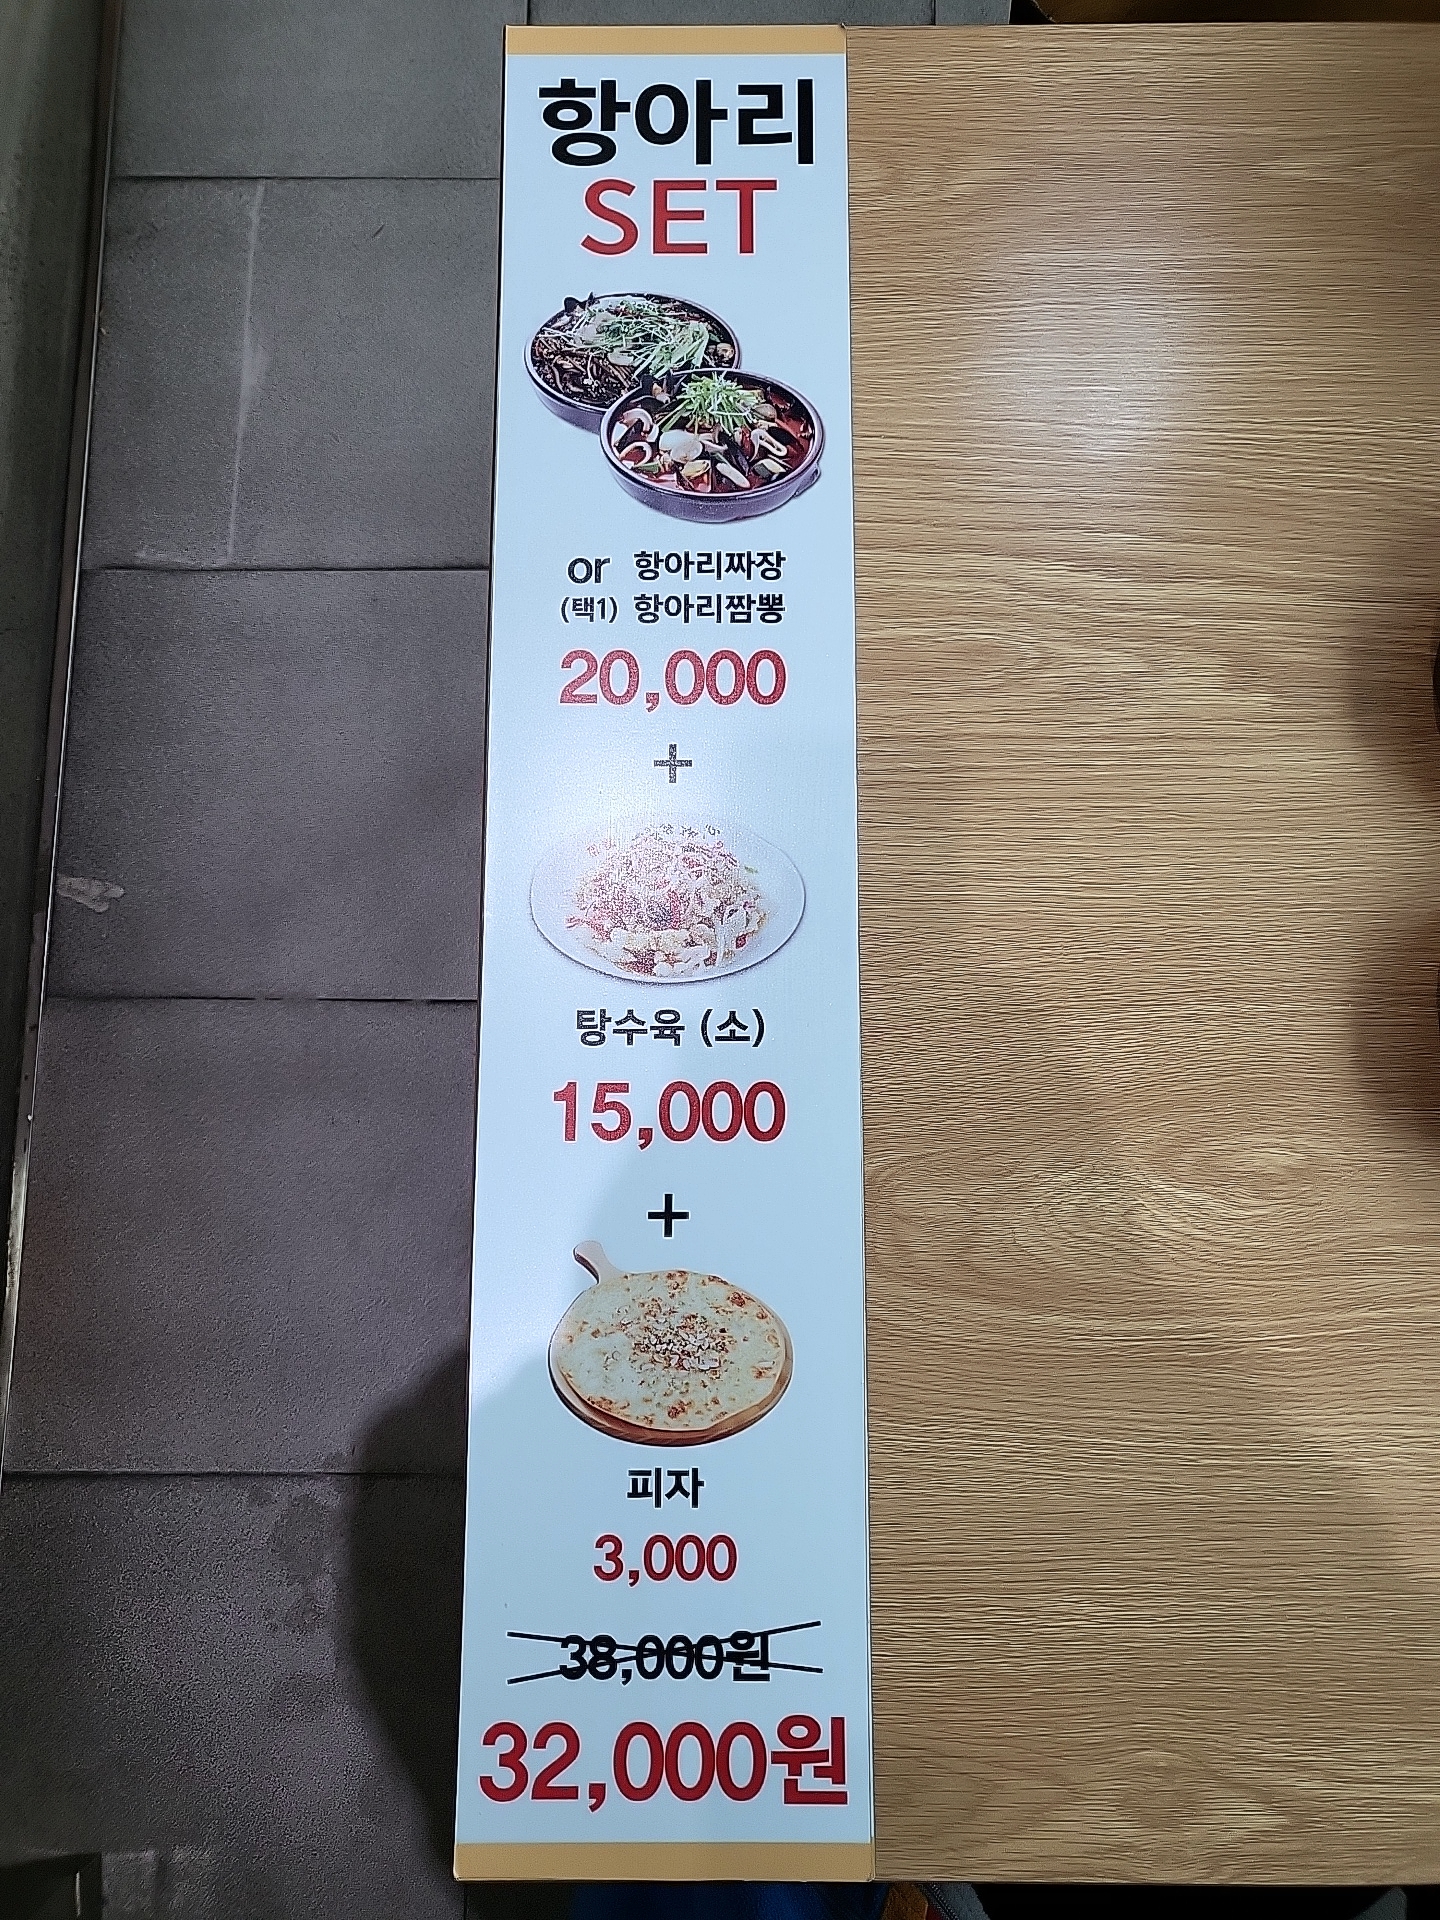 항아리
SET
or 항아리짜장
(택1) 항아리짬뽕
20,000
+
탕수육 (소)
15,000
+
피자
3,000
38,000원
32,000원